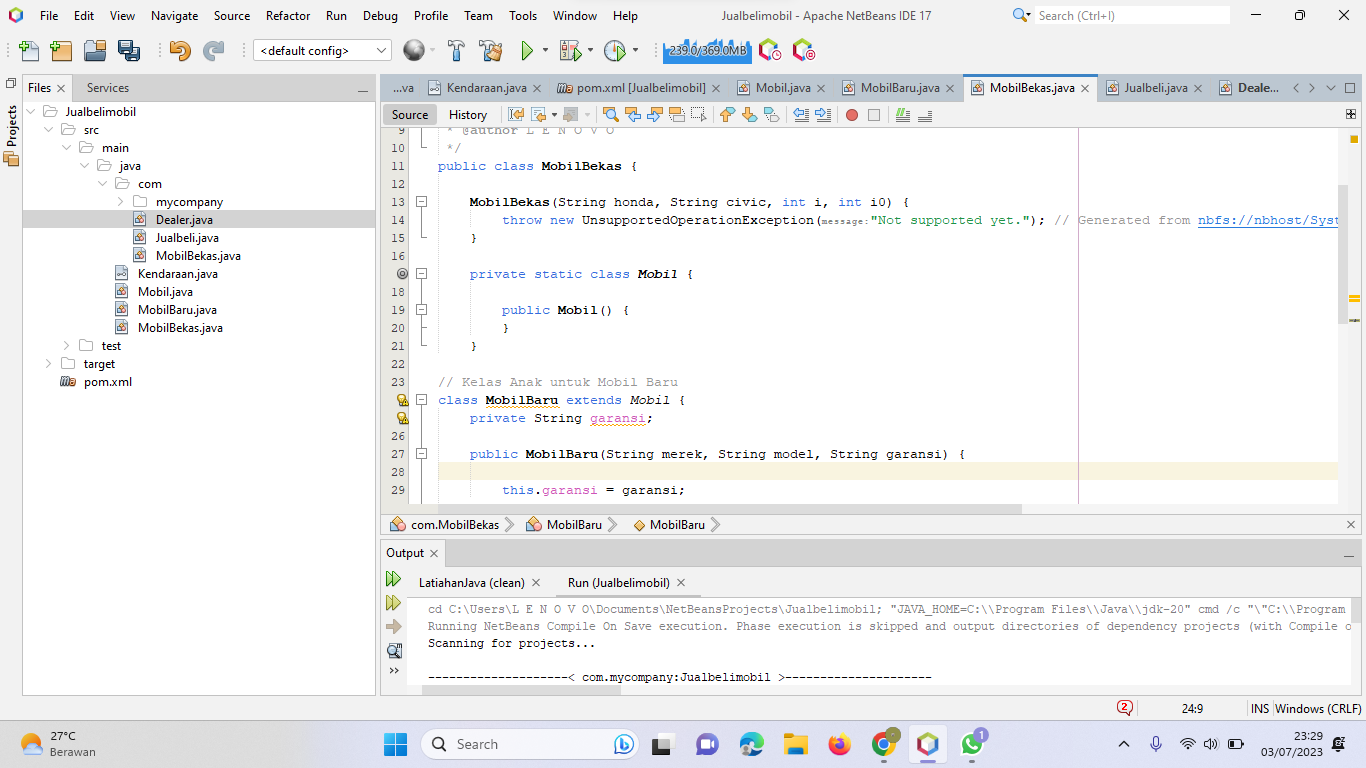 Jualbelimobil - Apache NetBeans IDE 17
File Edit View Navigate Source Refactor Run Debug Profile Team Tools Window Help
Search (Ctrl+I)
<default config>
239.0/369.0MB
Projects
Files
Services
Jualbelimobil
src
main
java
com
mycompany
Dealer.java
Jualbeli.java
MobilBekas.java
Kendaraan.java
Mobil.java
MobilBaru.java
MobilBekas.java
test
target
pom.xml
...va Kendaraan.java pom.xml [Jualbelimobil] Mobil.java MobilBaru.java MobilBekas.java Jualbeli.java Deale...
Source History
9 * @author L E N O V O
10 */
11 public class MobilBekas {
12
13 MobilBekas(String honda, String civic, int i, int i0) {
14 throw new UnsupportedOperationException(message:"Not supported yet."); // Generated from nbfs://nbhost/Syst
15 }
16
private static class Mobil {
18
19 public Mobil() {
20 }
21 }
22
23 // Kelas Anak untuk Mobil Baru
class MobilBaru extends Mobil {
private String garansi;
26
27 public MobilBaru(String merek, String model, String garansi) {
28
29 this.garansi = garansi;
com.MobilBekas MobilBaru MobilBaru
Output
LatiahanJava (clean) Run (Jualbelimobil)
cd C:\Users\L E N O V O\Documents\NetBeansProjects\Jualbelimobil; "JAVA_HOME=C:\\Program Files\\Java\\jdk-20" cmd /c "\"C:\\Program
Running NetBeans Compile On Save execution. Phase execution is skipped and output directories of dependency projects (with Compile o
Scanning for projects...
--------------------< com.mycompany:Jualbelimobil >---------------------
2
24:9
INS Windows (CRLF)
27°C
Berawan
Search
1
23:29
03/07/2023